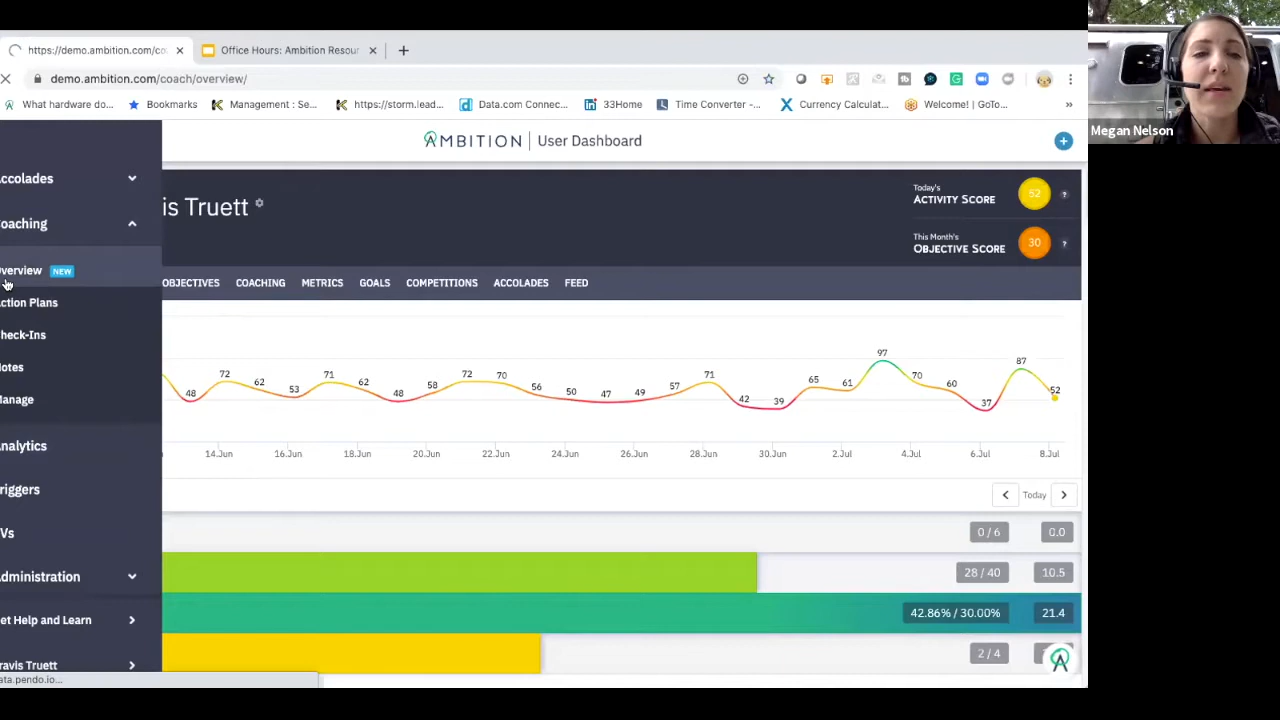 https://demo.ambition.com/co
Office Hours: Ambition Resour
demo.ambition.com/coach/overview/
What hardware do...
Bookmarks
Management : Se...
https://storm.lead...
Data.com Connec...
33Home
Time Converter -...
Currency Calculat...
Welcome! | GoTo...
»
Megan Nelson
AMBITION | User Dashboard
ccolades
oaching
verview NEW
ction Plans
heck-Ins
otes
anage
nalytics
riggers
Vs
dministration
et Help and Learn
ravis Truett
ata.pendo.io...
is Truett
Today's
ACTIVITY SCORE
52
?
This Month's
OBJECTIVE SCORE
30
?
OBJECTIVES COACHING METRICS GOALS COMPETITIONS ACCOLADES FEED
48 72 62 53 71 62 48 58 72 70 56 50 47 49 57 71 42 39 65 61 97 70 60 37 87 52
14.Jun 16.Jun 18.Jun 20.Jun 22.Jun 24.Jun 26.Jun 28.Jun 30.Jun 2.Jul 4.Jul 6.Jul 8.Jul
Today
0 / 6 0.0
28 / 40 10.5
42.86% / 30.00% 21.4
2 / 4